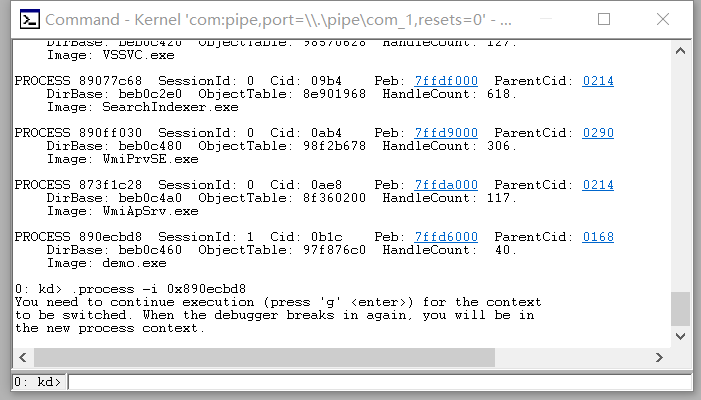 Command - Kernel 'com:pipe,port=\\.\pipe\com_1,resets=0' - ...
DirBase: beb0c420  ObjectTable: 98570628  HandleCount: 127.
Image: VSSVC.exe
PROCESS 89077c68  SessionId: 0  Cid: 09b4    Peb: 7ffdf000  ParentCid: 0214
DirBase: beb0c2e0  ObjectTable: 8e901968  HandleCount: 618.
Image: SearchIndexer.exe
PROCESS 890ff030  SessionId: 0  Cid: 0ab4    Peb: 7ffd9000  ParentCid: 0290
DirBase: beb0c480  ObjectTable: 98f2b678  HandleCount: 306.
Image: WmiPrvSE.exe
PROCESS 873f1c28  SessionId: 0  Cid: 0ae8    Peb: 7ffda000  ParentCid: 0214
DirBase: beb0c4a0  ObjectTable: 8f360200  HandleCount: 117.
Image: WmiApSrv.exe
PROCESS 890ecbd8  SessionId: 1  Cid: 0b1c    Peb: 7ffd6000  ParentCid: 0168
DirBase: beb0c460  ObjectTable: 97f876c0  HandleCount:  40.
Image: demo.exe
0: kd> .process -i 0x890ecbd8
You need to continue execution (press 'g' <enter>) for the context
to be switched. When the debugger breaks in again, you will be in
the new process context.
0: kd>